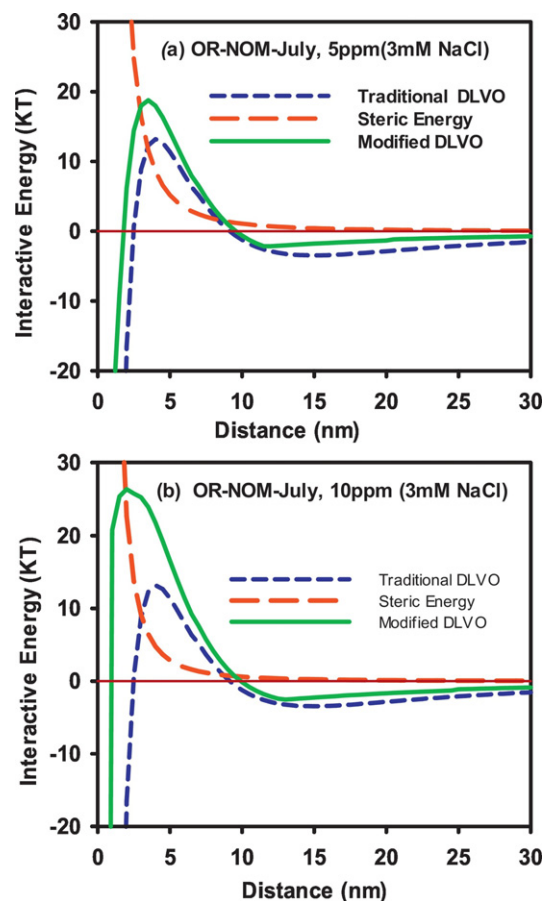 (a) OR-NOM-July, 5ppm(3mM NaCl)
Traditional DLVO
Steric Energy
Modified DLVO
Interactive Energy (KT)
30
20
10
0
-10
-20
0 5 10 15 20 25 30
Distance (nm)
(b) OR-NOM-July, 10ppm (3mM NaCl)
Traditional DLVO
Steric Energy
Modified DLVO
Interactive Energy (KT)
30
20
10
0
-10
-20
0 5 10 15 20 25 30
Distance (nm)